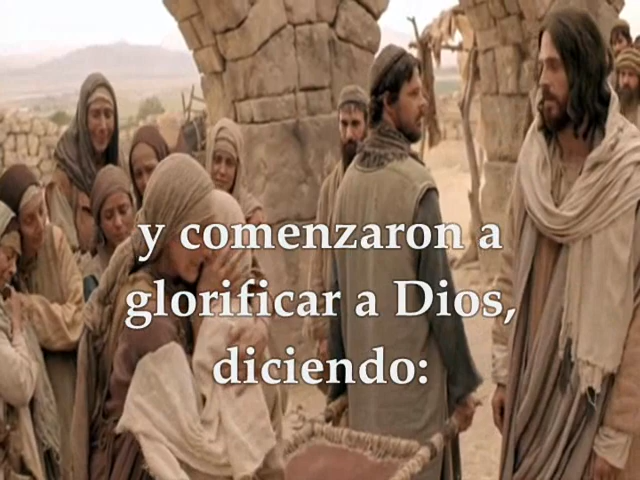 y comenzaron a
glorificar a Dios,
diciendo: